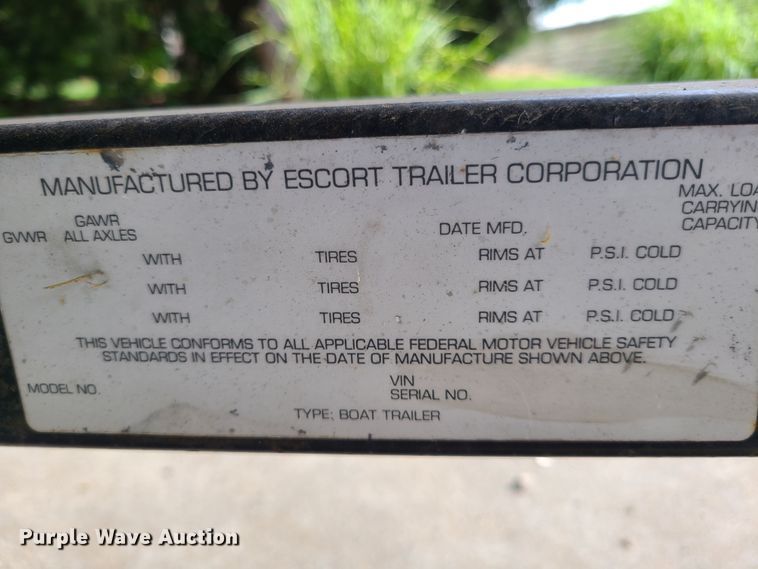 MANUFACTURED BY ESCORT TRAILER CORPORATION
MAX. LOA
CARRYIN
CAPACITY
GVWR
GAWR
ALL AXLES
DATE MFD.
WITH TIRES RIMS AT P.S.I. COLD
WITH TIRES RIMS AT P.S.I. COLD
WITH TIRES RIMS AT P.S.I. COLD
THIS VEHICLE CONFORMS TO ALL APPLICABLE FEDERAL MOTOR VEHICLE SAFETY
STANDARDS IN EFFECT ON THE DATE OF MANUFACTURE SHOWN ABOVE.
MODEL NO.
VIN
SERIAL NO.
TYPE: BOAT TRAILER
Purple Wave Auction